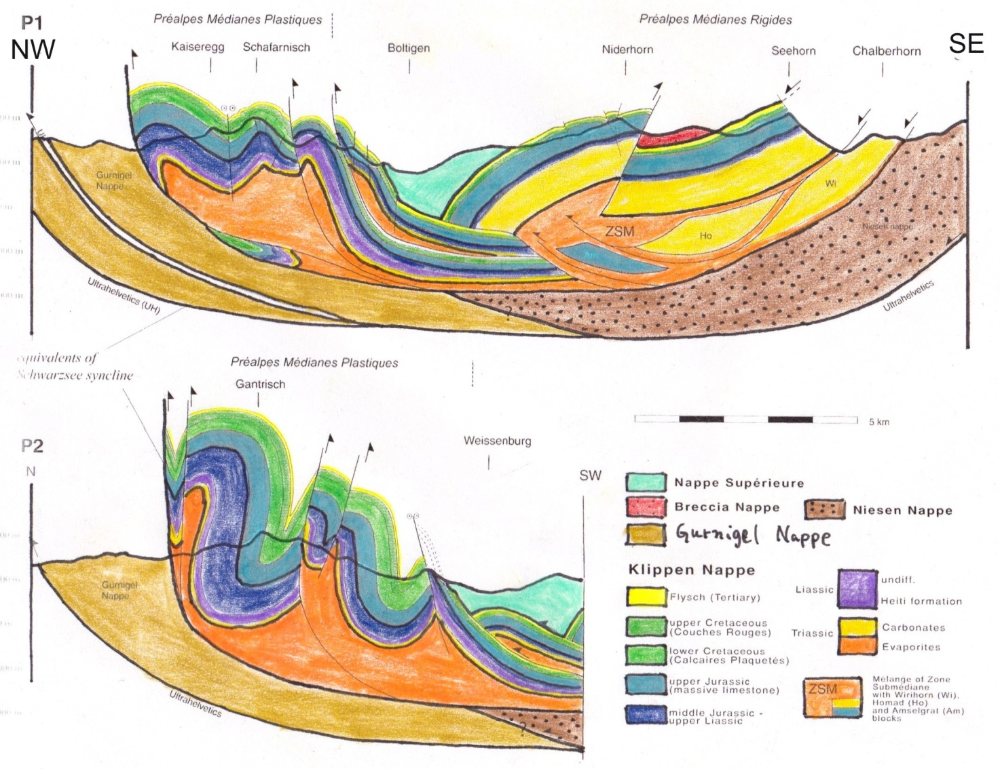 P1
NW
Préalpes Médianes Plastiques
Préalpes Médianes Rigides
SE
Kaiseregg
Schafarnisch
Boltigen
Niderhorn
Seehorn
Chalberhorn
Gurnigel
Nappe
Wi
ZSM
Ho
Am
Niesen nappe
?
Ultrahelvetics (UH)
Ultrahelvetics
equivalents of
Schwarzsee syncline
Préalpes Médianes Plastiques
Gantrisch
P2
N
Weissenburg
SW
5 km
Gurnigel
Nappe
Ultrahelvetics
?
Nappe Supérieure
Breccia Nappe
Niesen Nappe
Gurnigel Nappe
Klippen Nappe
Flysch (Tertiary)
upper Cretaceous
(Couches Rouges)
lower Cretaceous
(Calcaires Plaquetés)
upper Jurassic
(massive limestone)
middle Jurassic -
upper Liassic
Liassic
undiff.
Heiti formation
Triassic
Carbonates
Evaporites
ZSM
Mélange of Zone
Submédiane
with Wirihorn (Wi),
Homad (Ho)
and Amselgrat (Am)
blocks